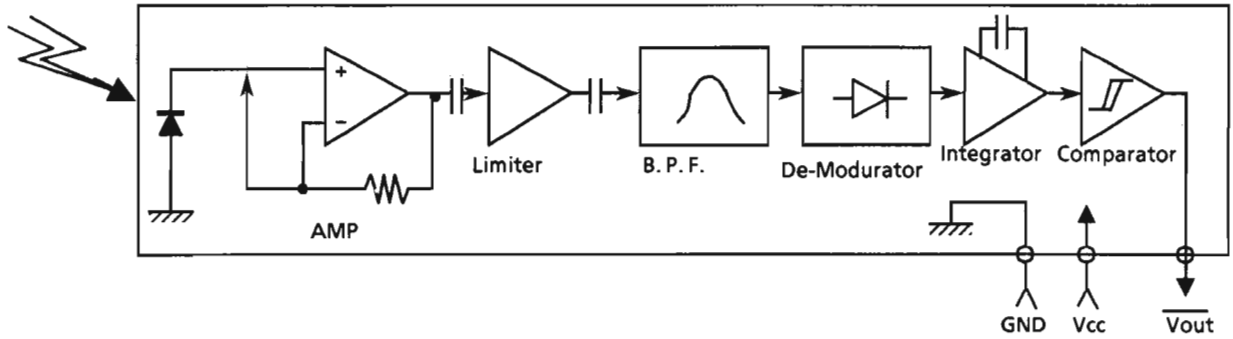 +
−
AMP
Limiter
B. P. F.
De-Modurator
Integrator
Comparator
GND
Vcc
Vout